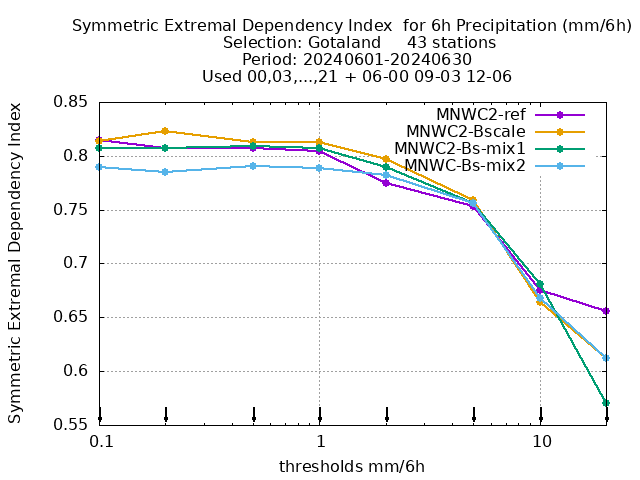 Symmetric Extremal Dependency Index  for 6h Precipitation (mm/6h)
Selection: Gotaland     43 stations
Period: 20240601-20240630
Used 00,03,...,21 + 06-00 09-03 12-06
Symmetric Extremal Dependency Index
0.85
0.8
0.75
0.7
0.65
0.6
0.55
MNWC2-ref
MNWC2-Bscale
MNWC2-Bs-mix1
MNWC-Bs-mix2
0.1
1
10
thresholds mm/6h